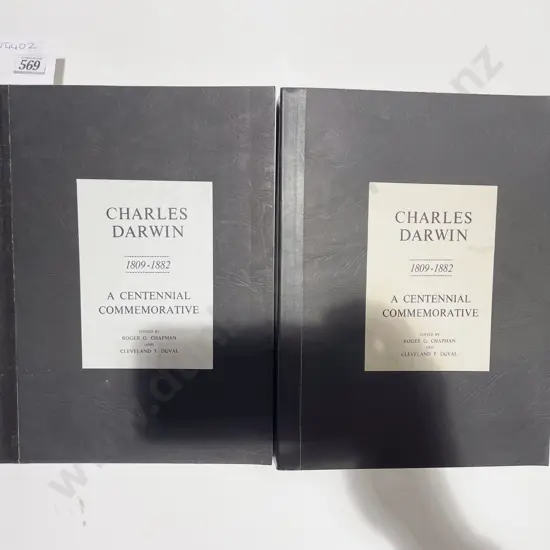 569
CHARLES
DARWIN
1809-1882
A CENTENNIAL
COMMEMORATIVE
EDITED BY
ROGER G. CHAPMAN
AND
CLEVELAND T. DUVAL
CHARLES
DARWIN
1809-1882
A CENTENNIAL
COMMEMORATIVE
EDITED BY
ROGER G. CHAPMAN
AND
CLEVELAND T. DUVAL